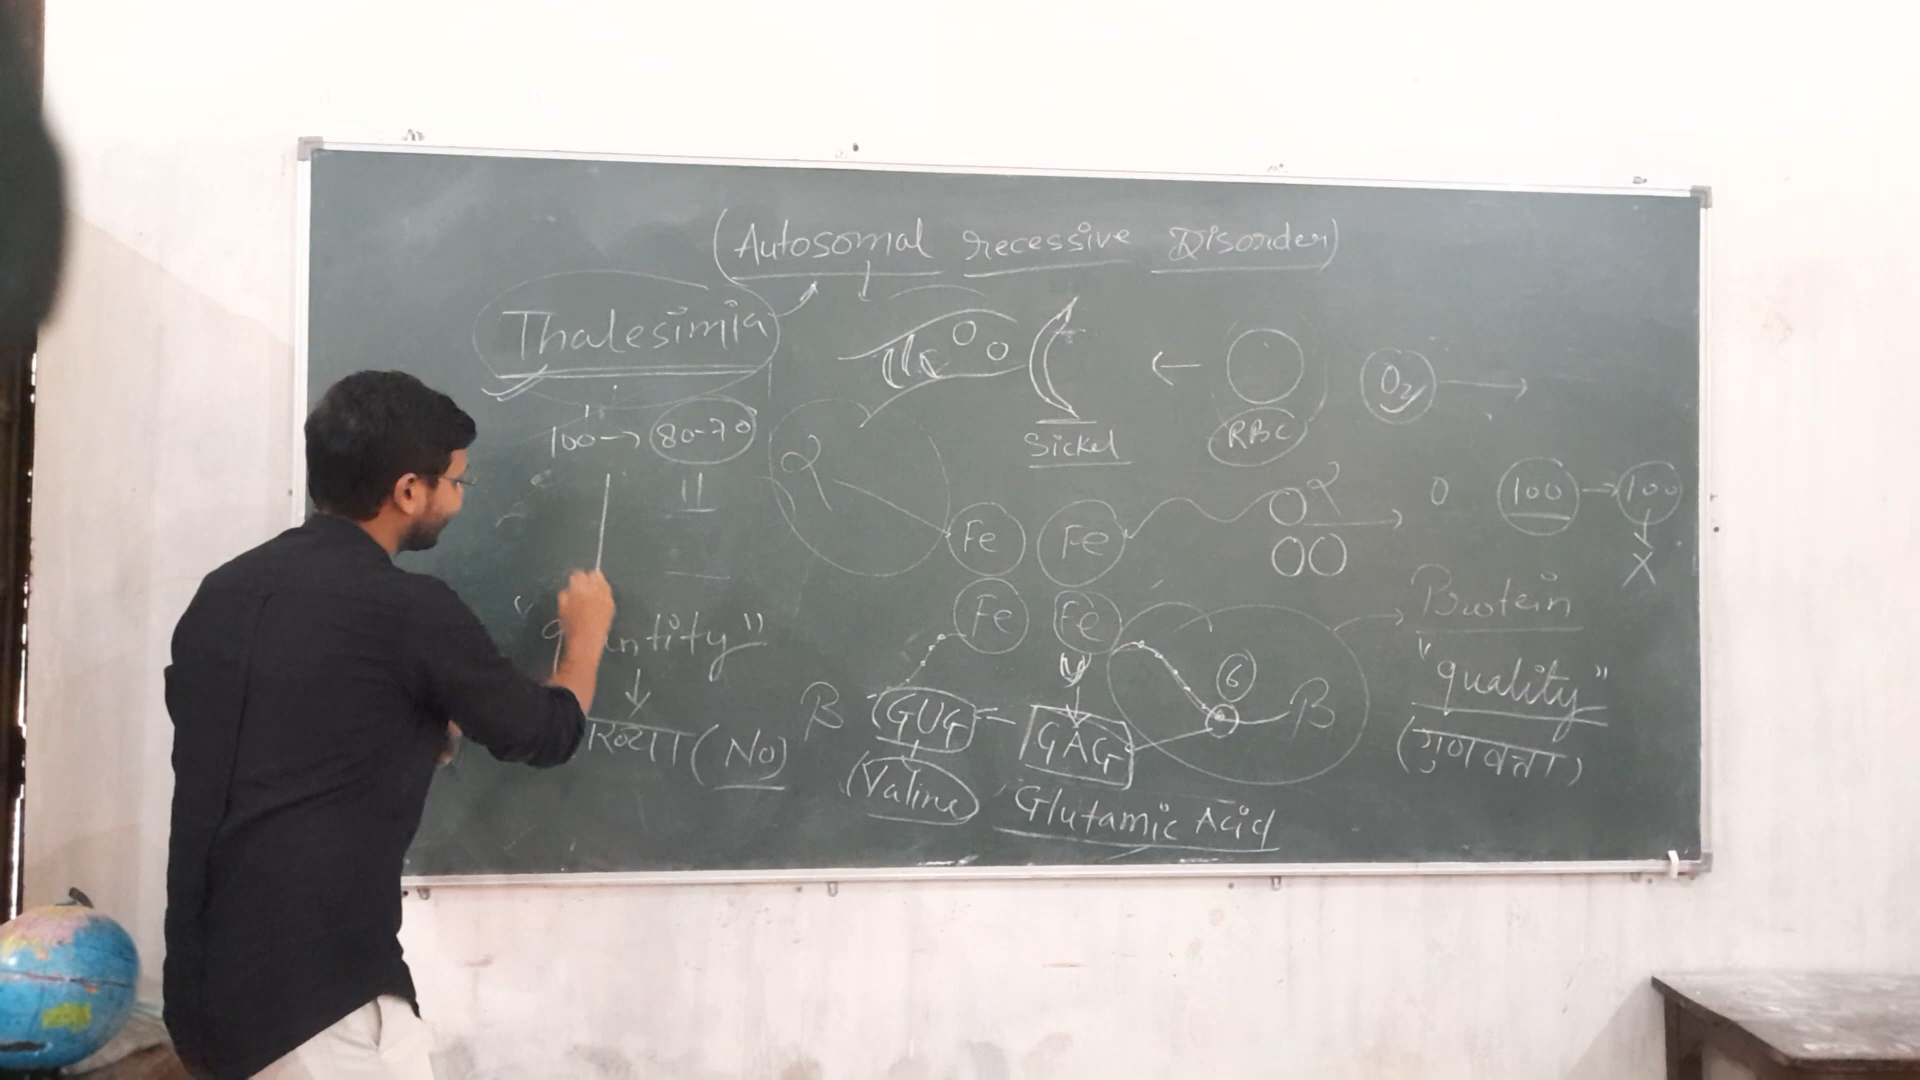 (Autosomal recessive Disorder)
Thalesimia
O2
100 → 80-70
Sickel
RBC
α
Fe
Fe
α
0
100 → 100
X
Fe
Fe
Protein
"quality"
(गुणवत्ता)
6
β
β
GUG
GAG
(No)
Valine
Glutamic Acid